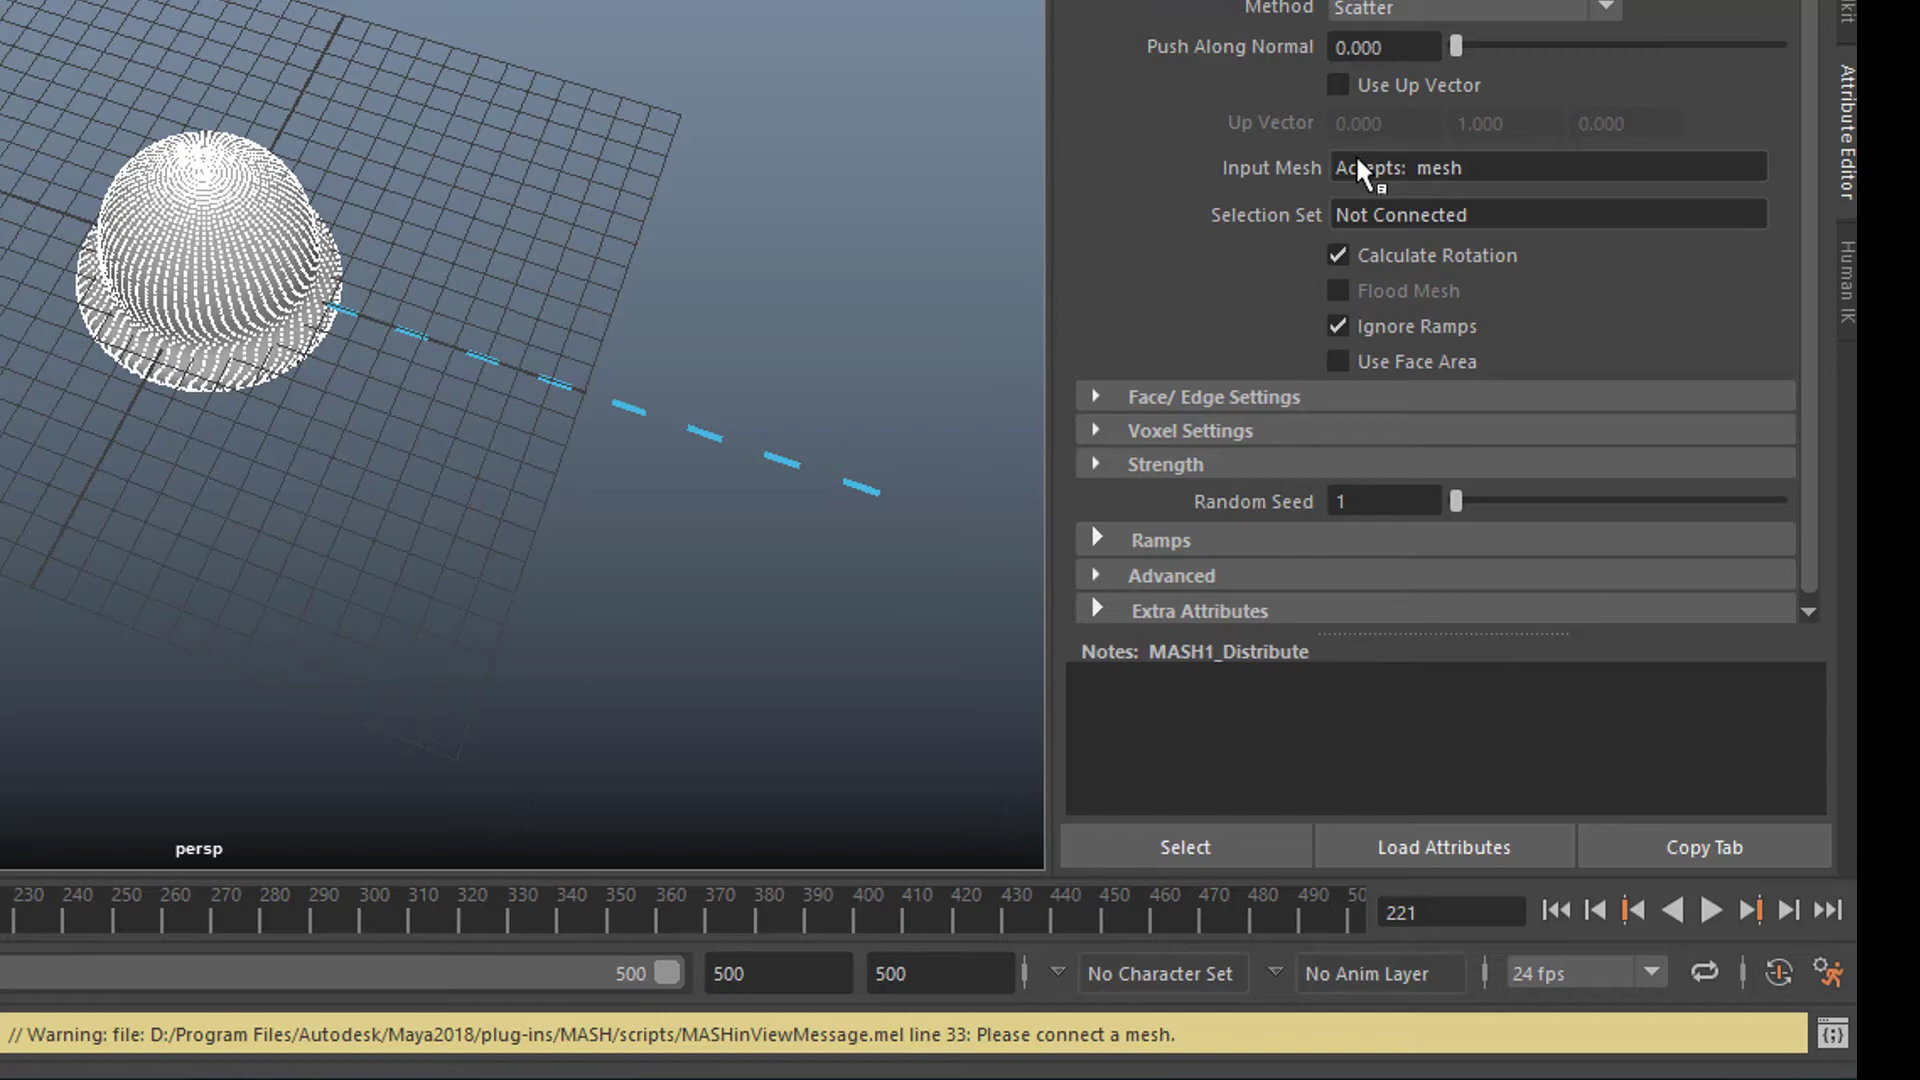 Method Scatter
Push Along Normal 0.000
Use Up Vector
Up Vector 0.000 1.000 0.000
Input Mesh Accepts: mesh
Selection Set Not Connected
Calculate Rotation
Flood Mesh
Ignore Ramps
Use Face Area
Face/ Edge Settings
Voxel Settings
Strength
Random Seed 1
Ramps
Advanced
Extra Attributes
Notes: MASH1_Distribute
Select Load Attributes Copy Tab
kit
Attribute Editor
Human IK
persp
230 240 250 260 270 280 290 300 310 320 330 340 350 360 370 380 390 400 410 420 430 440 450 460 470 480 490 50
221
500 500 500 No Character Set No Anim Layer 24 fps
// Warning: file: D:/Program Files/Autodesk/Maya2018/plug-ins/MASH/scripts/MASHinViewMessage.mel line 33: Please connect a mesh.